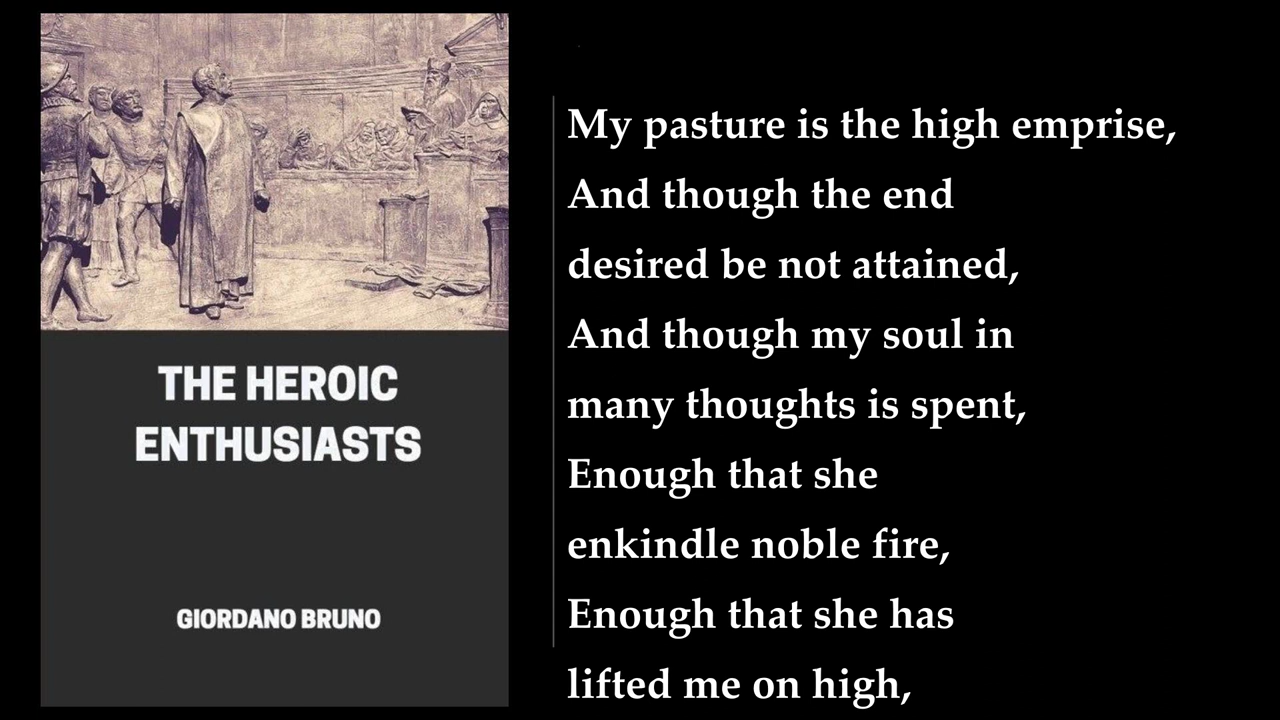 THE HEROIC
ENTHUSIASTS
GIORDANO BRUNO
My pasture is the high emprise,
And though the end
desired be not attained,
And though my soul in
many thoughts is spent,
Enough that she
enkindle noble fire,
Enough that she has
lifted me on high,